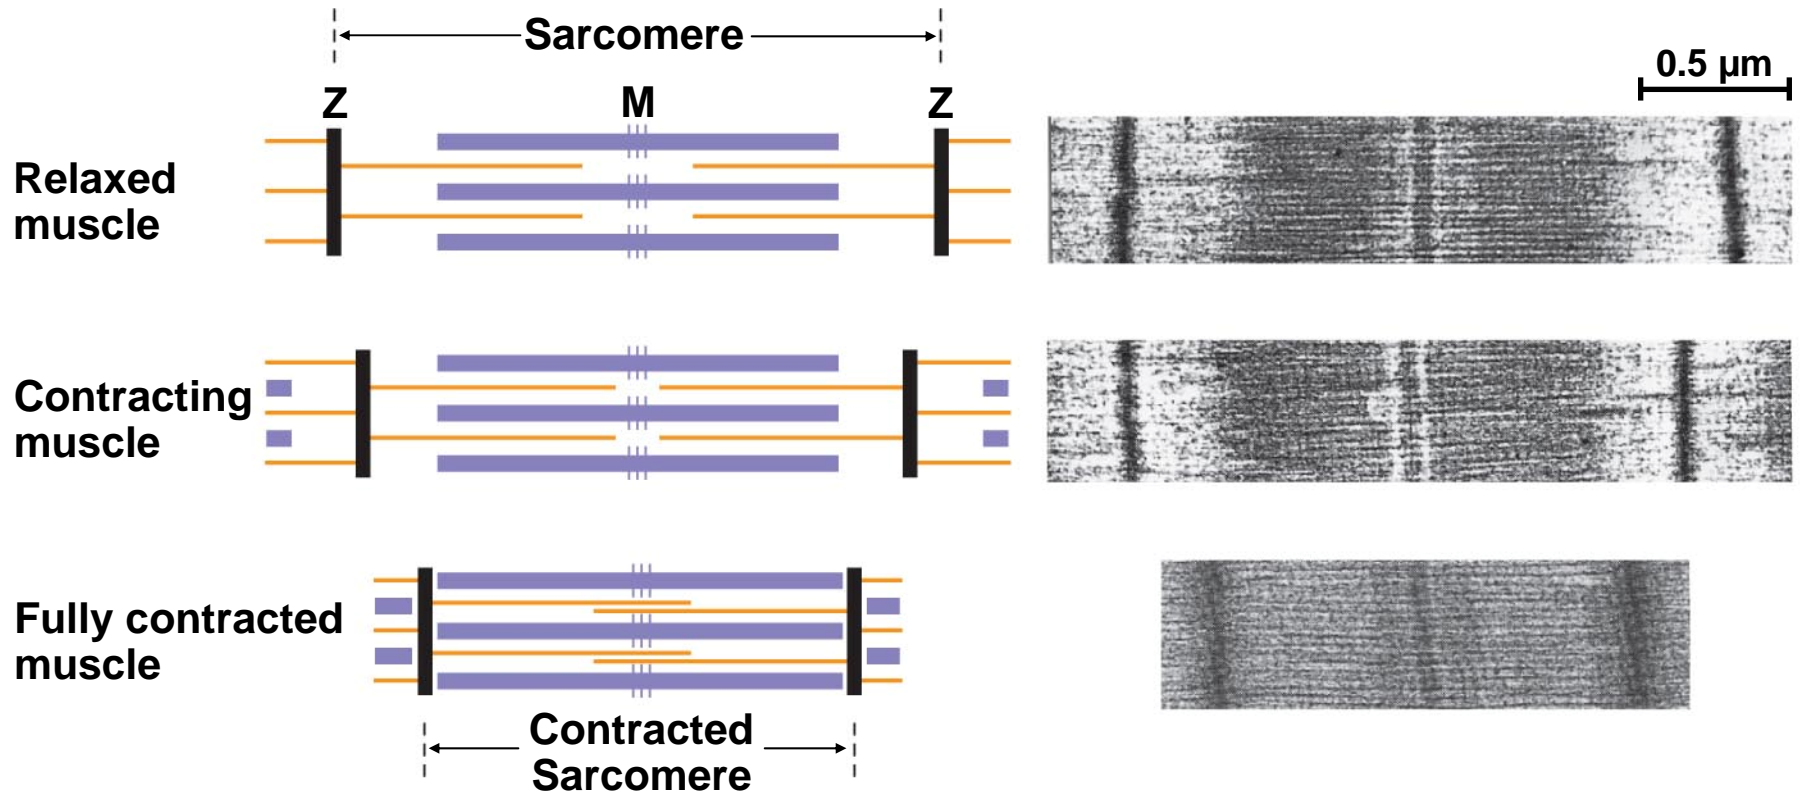 Sarcomere
0.5 µm
Z
M
Z
Relaxed
muscle
Contracting
muscle
Fully contracted
muscle
Contracted
Sarcomere